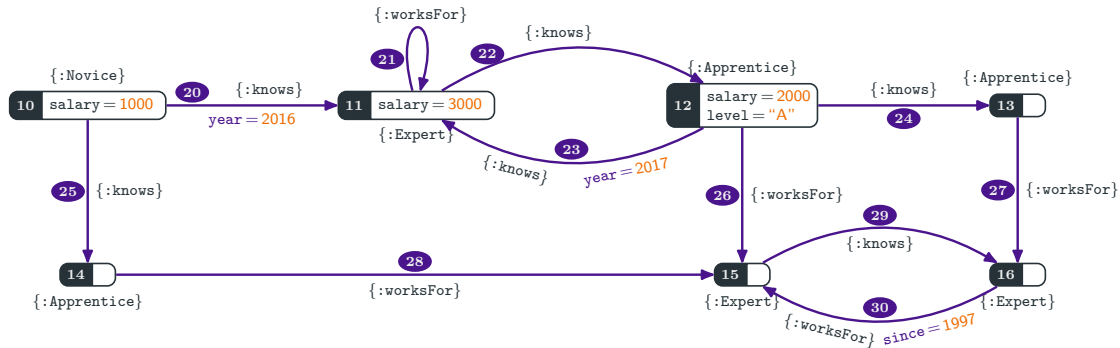 {:worksFor}
21
22
{:knows}
{:Novice}
10 salary = 1000
20
{:knows}
year = 2016
11 salary = 3000
{:Expert}
{:Apprentice}
12 salary = 2000
level = "A"
{:knows}
24
{:Apprentice}
13
23
{:knows}
year = 2017
25
{:knows}
26
{:worksFor}
27
{:worksFor}
14
{:Apprentice}
28
{:worksFor}
29
{:knows}
15
{:Expert}
16
{:Expert}
30
{:worksFor} since = 1997